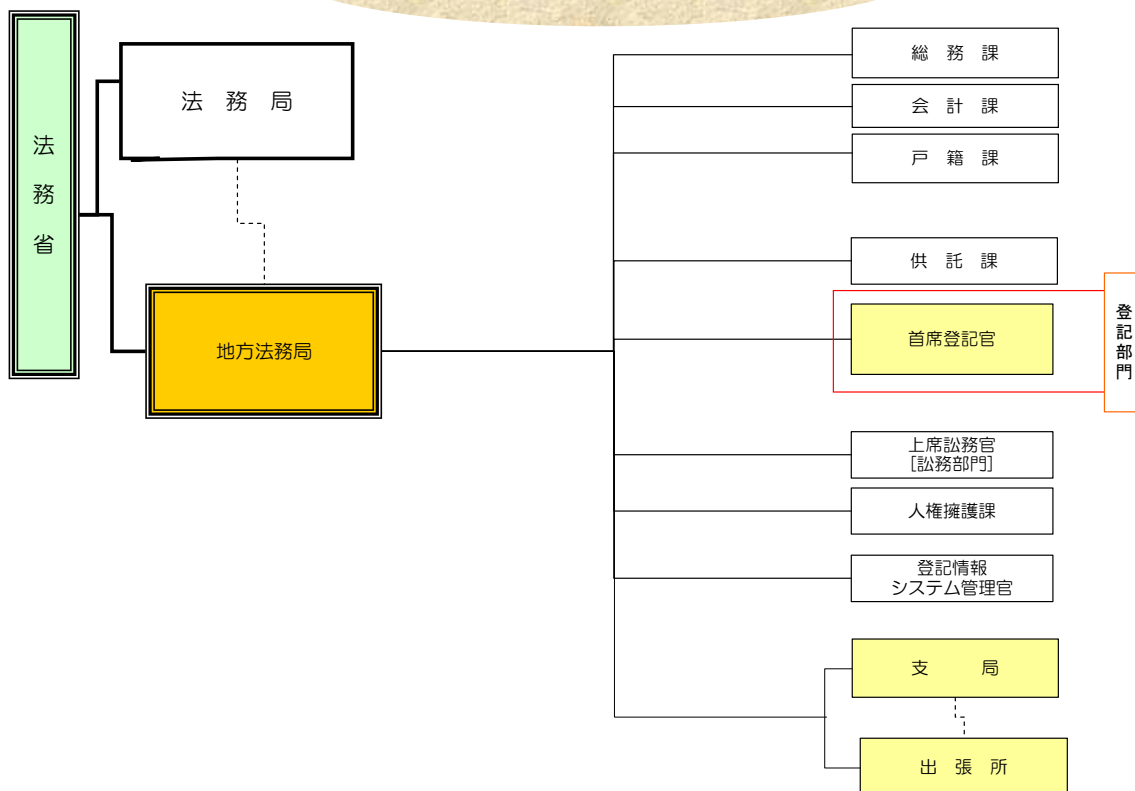 法務省
法務局
地方法務局
総務課
会計課
戸籍課
供託課
首席登記官
登記部門
上席訟務官
[訟務部門]
人権擁護課
登記情報
システム管理官
支局
出張所